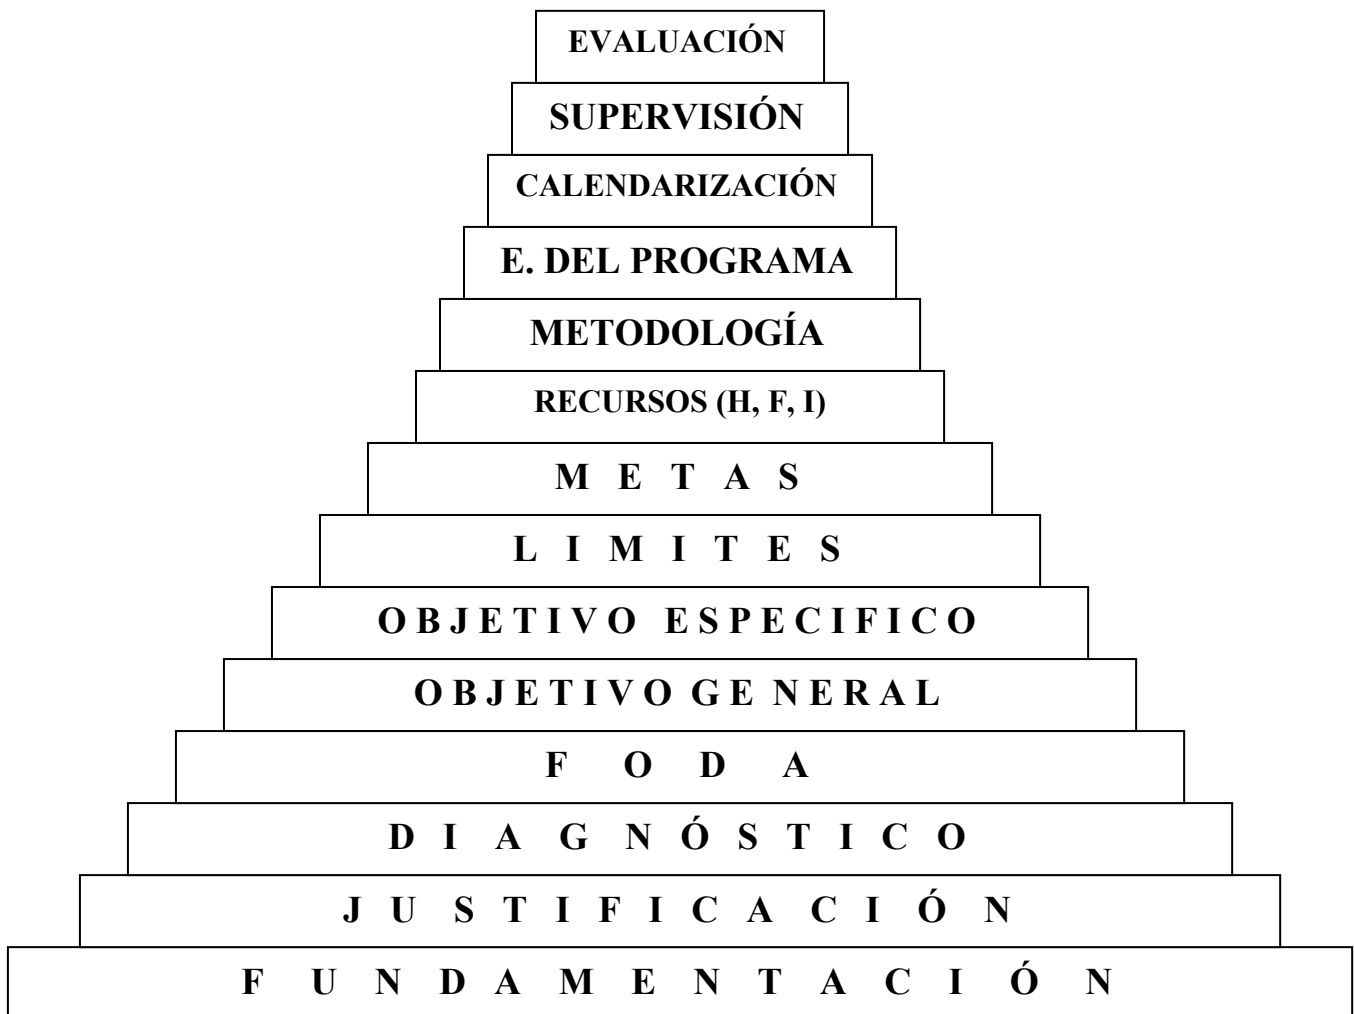 EVALUACIÓN
SUPERVISIÓN
CALENDARIZACIÓN
E. DEL PROGRAMA
METODOLOGÍA
RECURSOS (H, F, I)
M E T A S
L I M I T E S
O B J E T I V O E S P E C I F I C O
O B J E T I V O G E N E R A L
F O D A
D I A G N Ó S T I C O
J U S T I F I C A C I Ó N
F U N D A M E N T A C I Ó N